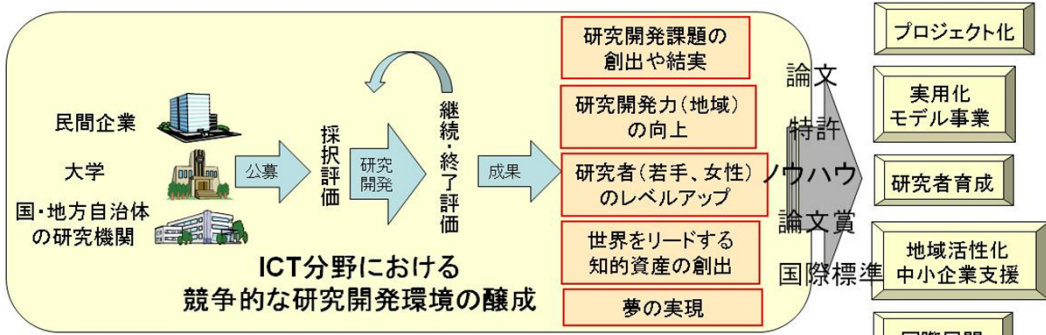 民間企業
大学
国・地方自治体
の研究機関
公募
採択評価
研究
開発
継続・終了評価
成果
ICT分野における
競争的な研究開発環境の醸成
研究開発課題の
創出や結実
研究開発力(地域)
の向上
研究者(若手、女性)
のレベルアップ
世界をリードする
知的資産の創出
夢の実現
論文
特許
ノウハウ
論文賞
国際標準
プロジェクト化
実用化
モデル事業
研究者育成
地域活性化
中小企業支援